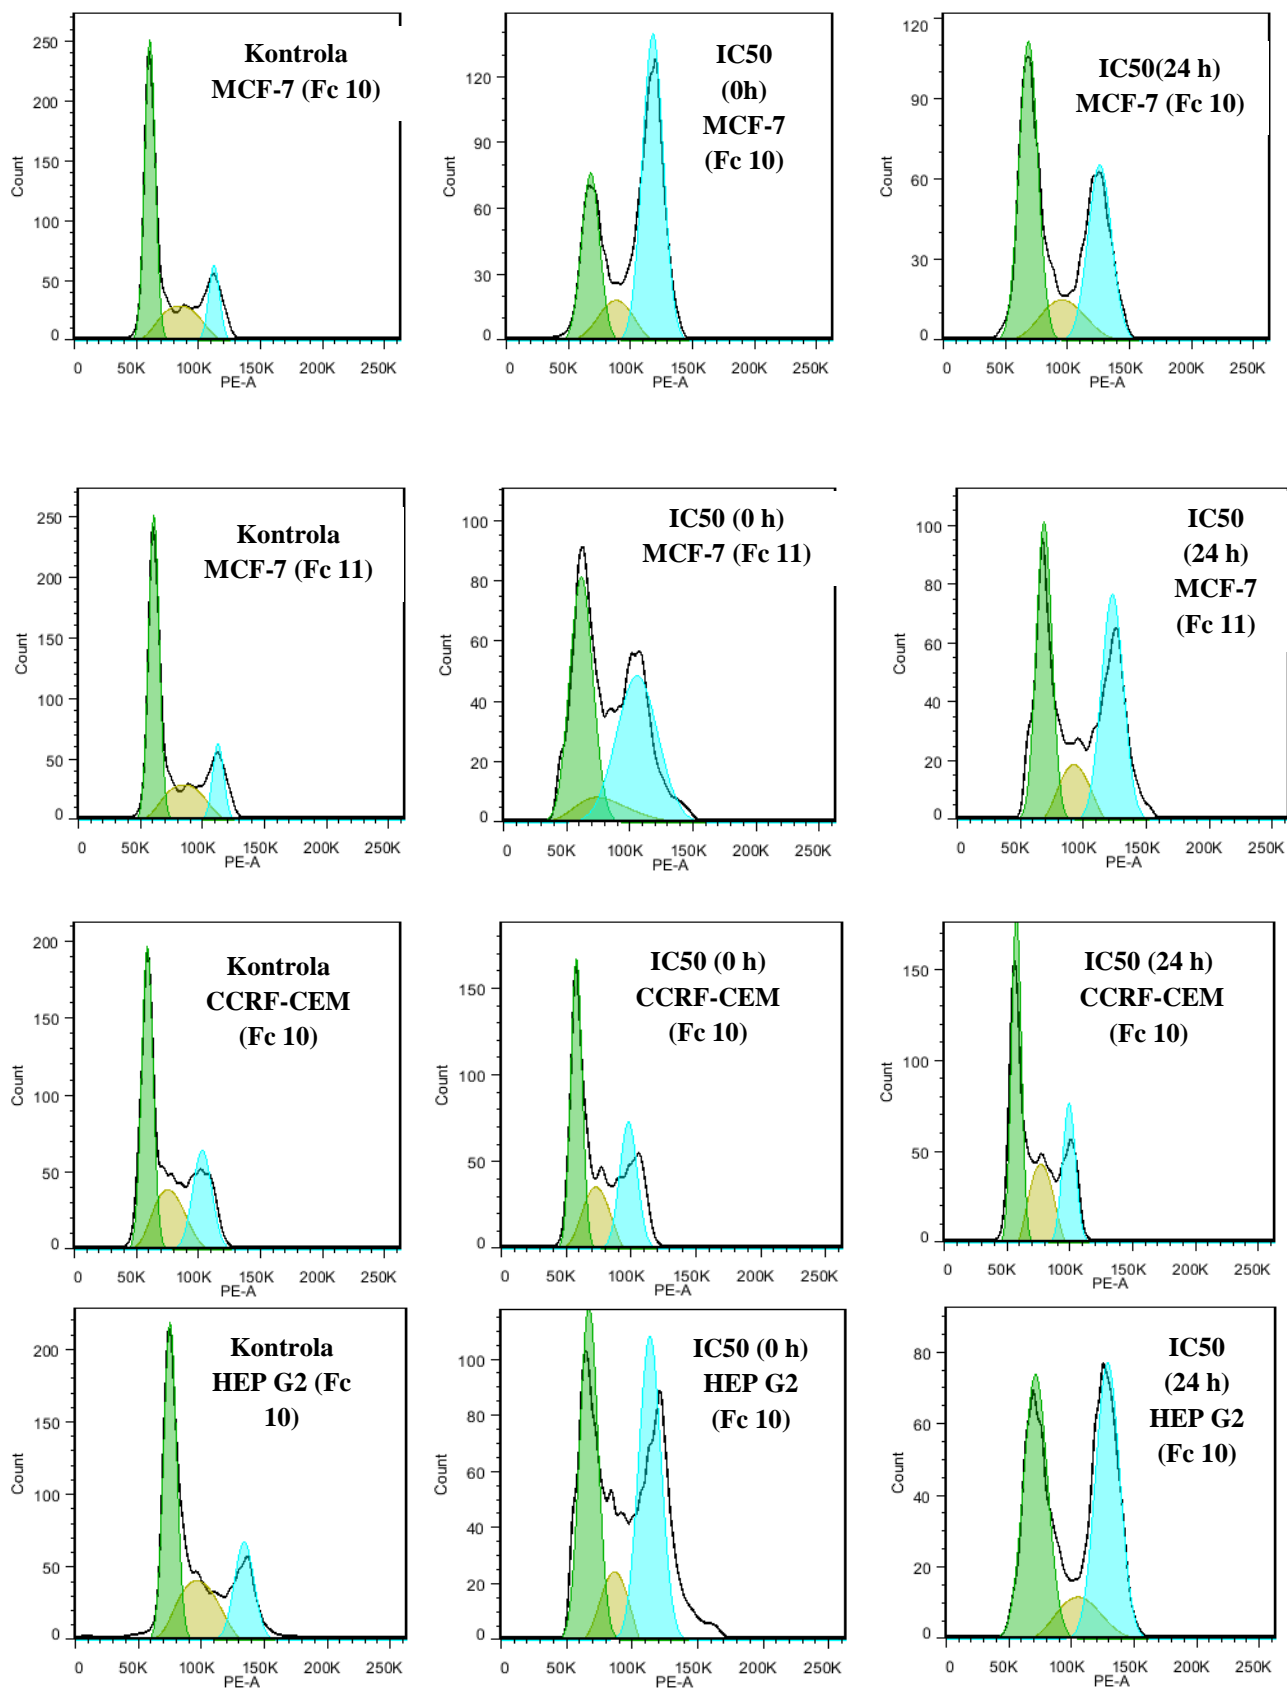 Kontrola
MCF-7 (Fc 10)
250
200
150
100
50
0
Count
0 50K 100K 150K 200K 250K
PE-A
IC50
(0h)
MCF-7
(Fc 10)
120
90
60
30
0
Count
0 50K 100K 150K 200K 250K
PE-A
IC50(24 h)
MCF-7 (Fc 10)
120
90
60
30
0
Count
0 50K 100K 150K 200K 250K
PE-A
Kontrola
MCF-7 (Fc 11)
250
200
150
100
50
0
Count
0 50K 100K 150K 200K 250K
PE-A
IC50 (0 h)
MCF-7 (Fc 11)
100
80
60
40
20
0
Count
0 50K 100K 150K 200K 250K
PE-A
IC50
(24 h)
MCF-7
(Fc 11)
100
80
60
40
20
0
Count
0 50K 100K 150K 200K 250K
PE-A
Kontrola
CCRF-CEM
(Fc 10)
200
150
100
50
0
Count
0 50K 100K 150K 200K 250K
PE-A
IC50 (0 h)
CCRF-CEM
(Fc 10)
150
100
50
0
Count
0 50K 100K 150K 200K 250K
PE-A
IC50 (24 h)
CCRF-CEM
(Fc 10)
150
100
50
0
Count
0 50K 100K 150K 200K 250K
PE-A
Kontrola
HEP G2 (Fc
10)
200
150
100
50
0
Count
0 50K 100K 150K 200K 250K
PE-A
IC50 (0 h)
HEP G2
(Fc 10)
100
80
60
40
20
0
Count
0 50K 100K 150K 200K 250K
PE-A
IC50
(24 h)
HEP G2
(Fc 10)
80
60
40
20
0
Count
0 50K 100K 150K 200K 250K
PE-A